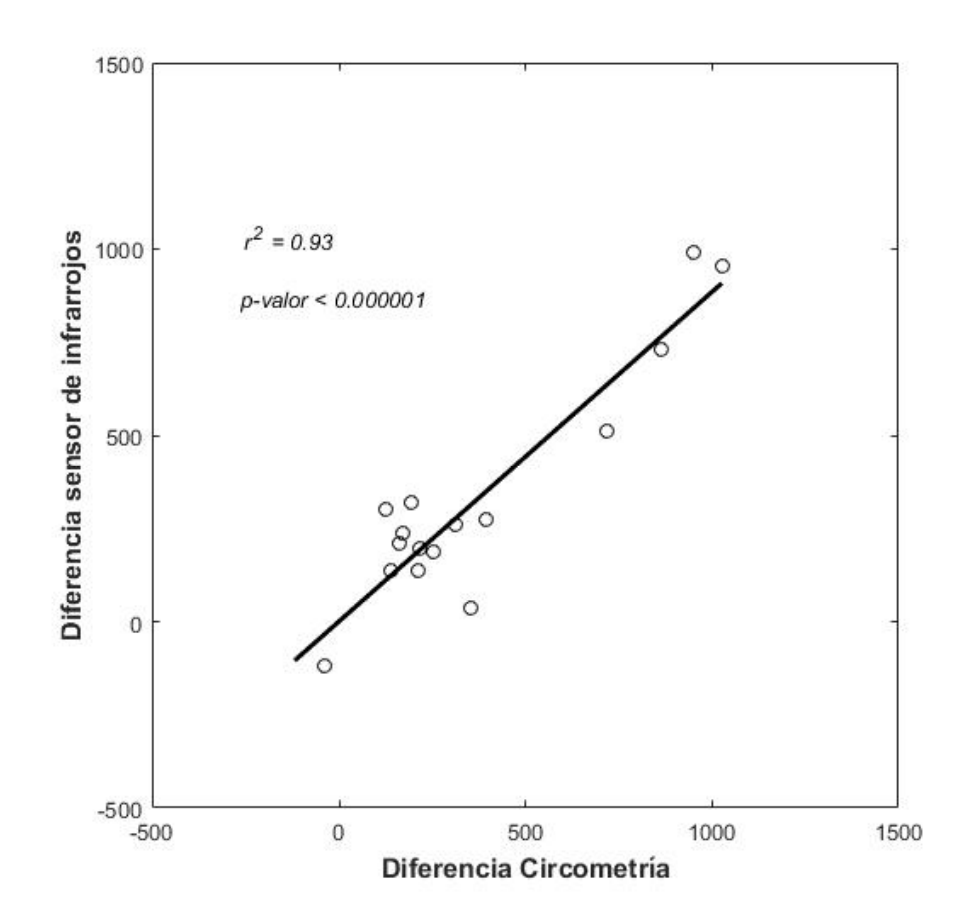 1500
1000
500
0
-500
-500
0
500
1000
1500
r² = 0.93
p-valor < 0.000001
Diferencia sensor de infrarrojos
Diferencia Circometría